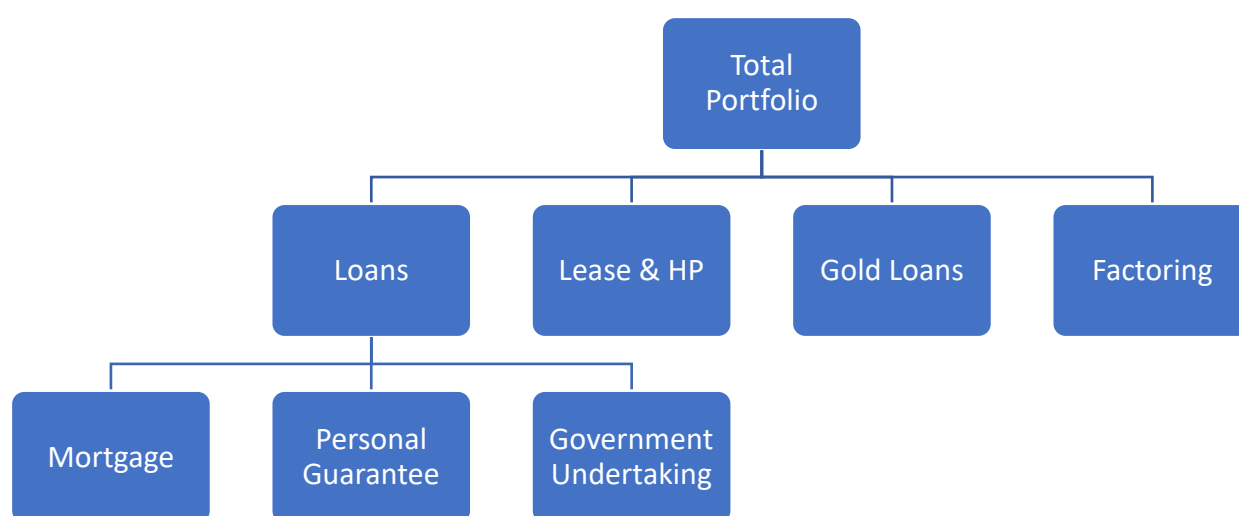 Total
Portfolio
Loans
Lease & HP
Gold Loans
Factoring
Mortgage
Personal
Guarantee
Government
Undertaking